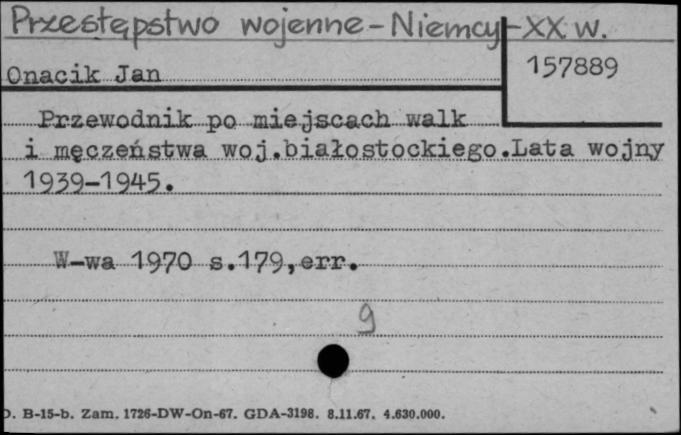 Przestępstwo wojenne - Niemcy - XX w.
Onacik Jan
157889
Przewodnik po miejscach walk
i męczeństwa woj.białostockiego.Lata wojny
1939-1945.
W-wa 1970 s.179,err.
9
. B-15-b. Zam. 1726-DW-On-67. GDA-3198. 8.11.67. 4.630.000.